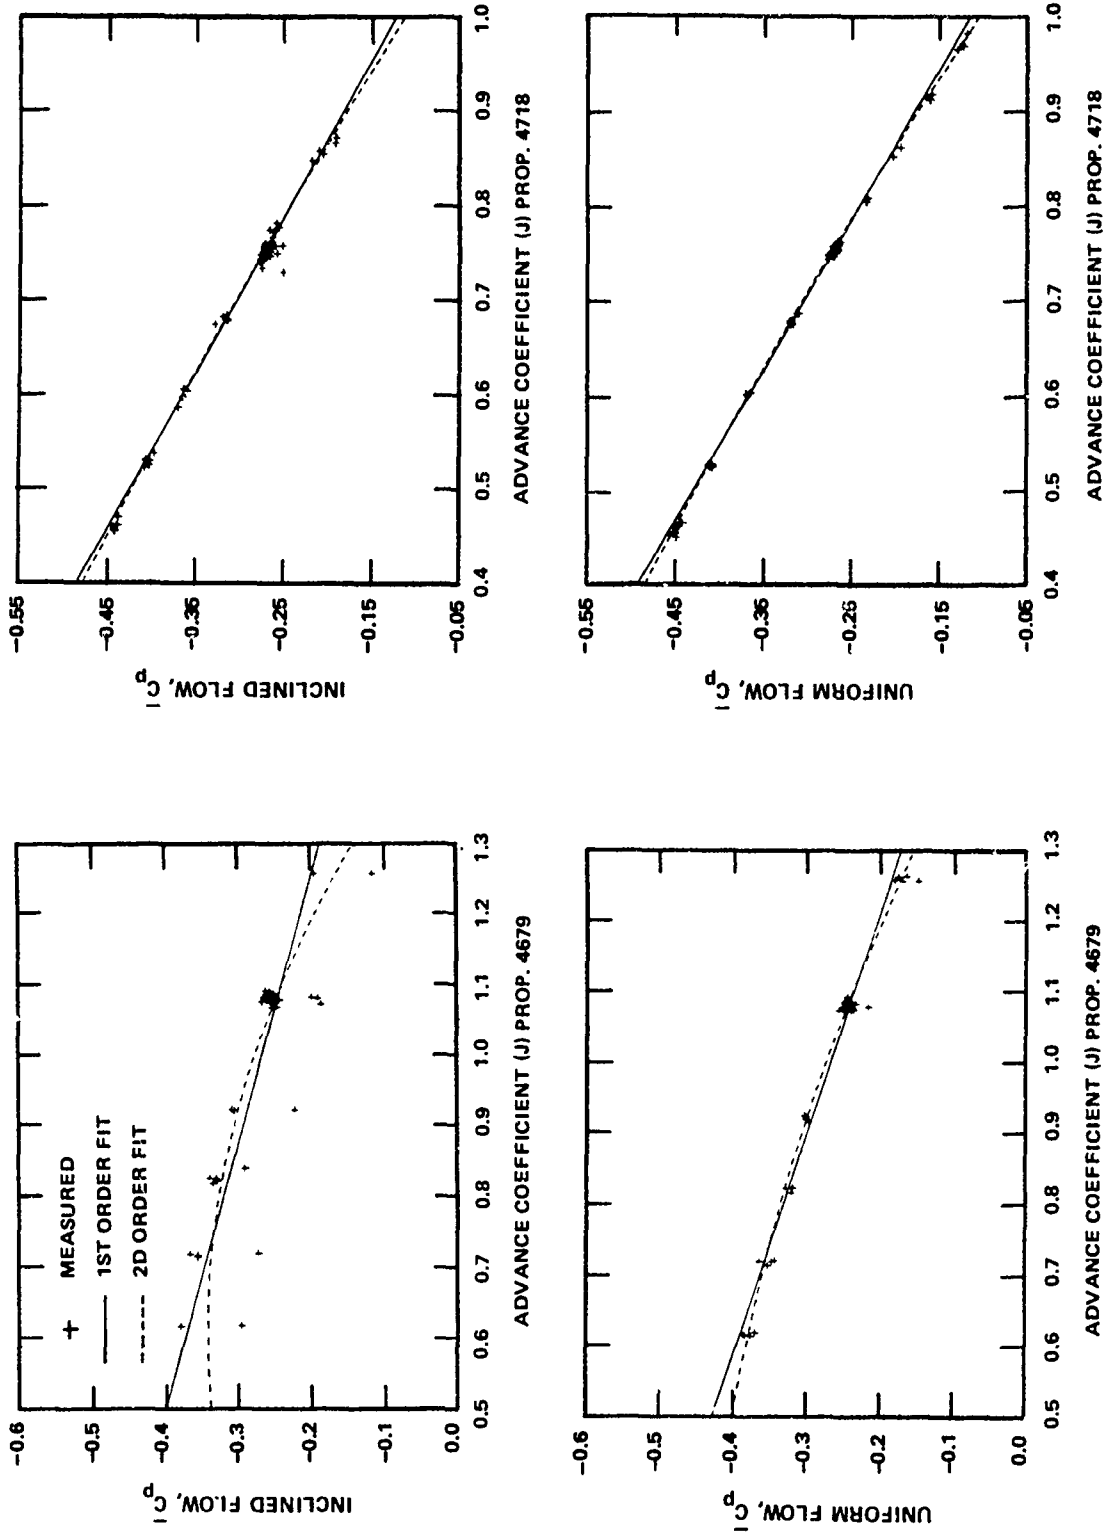 INCLINED FLOW, C̄p
-0.6
-0.5
-0.4
-0.3
-0.2
-0.1
0.0
+ MEASURED
—— 1ST ORDER FIT
----- 2D ORDER FIT
0.5 0.6 0.7 0.8 0.9 1.0 1.1 1.2 1.3
ADVANCE COEFFICIENT (J) PROP. 4679
INCLINED FLOW, C̄p
-0.55
-0.45
-0.35
-0.25
-0.15
-0.05
0.4 0.5 0.6 0.7 0.8 0.9 1.0
ADVANCE COEFFICIENT (J) PROP. 4718
UNIFORM FLOW, C̄p
-0.6
-0.5
-0.4
-0.3
-0.2
-0.1
0.0
0.5 0.6 0.7 0.8 0.9 1.0 1.1 1.2 1.3
ADVANCE COEFFICIENT (J) PROP. 4679
UNIFORM FLOW, C̄p
-0.55
-0.45
-0.35
-0.25
-0.15
-0.05
0.4 0.5 0.6 0.7 0.8 0.9 1.0
ADVANCE COEFFICIENT (J) PROP. 4718